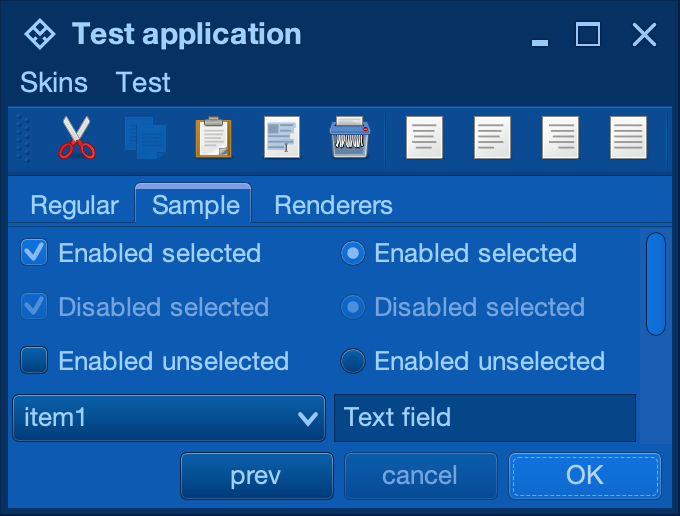 Test application
Skins Test
Regular Sample Renderers
Enabled selected Enabled selected
Disabled selected Disabled selected
Enabled unselected Enabled unselected
item1 Text field
prev cancel OK